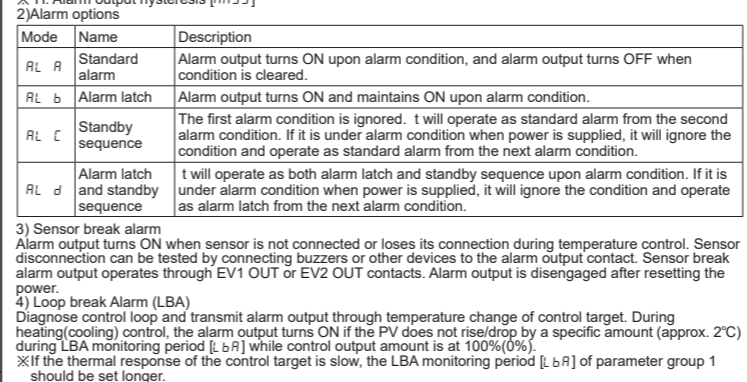 ※ H: Alarm output hysteresis [
2)Alarm options
Mode Name Description
AL A Standard alarm Alarm output turns ON upon alarm condition, and alarm output turns OFF when
condition is cleared.
AL b Alarm latch Alarm output turns ON and maintains ON upon alarm condition.
AL C Standby sequence The first alarm condition is ignored. t will operate as standard alarm from the second
alarm condition. If it is under alarm condition when power is supplied, it will ignore the
condition and operate as standard alarm from the next alarm condition.
AL d Alarm latch and standby sequence t will operate as both alarm latch and standby sequence upon alarm condition. If it is
under alarm condition when power is supplied, it will ignore the condition and operate
as alarm latch from the next alarm condition.
3) Sensor break alarm
Alarm output turns ON when sensor is not connected or loses its connection during temperature control. Sensor
disconnection can be tested by connecting buzzers or other devices to the alarm output contact. Sensor break
alarm output operates through EV1 OUT or EV2 OUT contacts. Alarm output is disengaged after resetting the
power.
4) Loop break Alarm (LBA)
Diagnose control loop and transmit alarm output through temperature change of control target. During
heating(cooling) control, the alarm output turns ON if the PV does not rise/drop by a specific amount (approx. 2℃)
during LBA monitoring period [LbA] while control output amount is at 100%(0%).
※If the thermal response of the control target is slow, the LBA monitoring period [LbA] of parameter group 1
should be set longer.